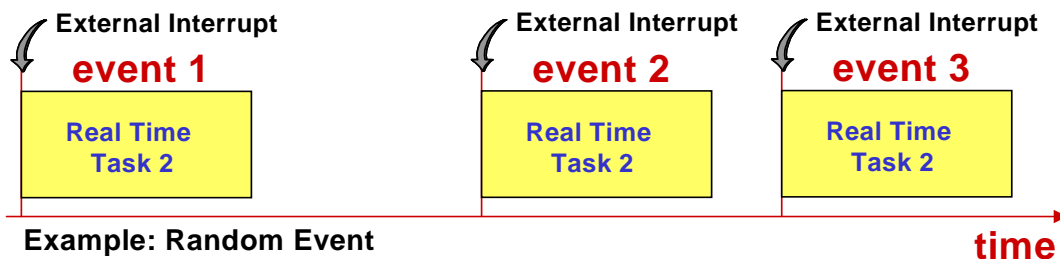 External Interrupt External Interrupt External Interrupt
event 1 event 2 event 3
Real Time Real Time Real Time
Task 2 Task 2 Task 2
Example: Random Event
time